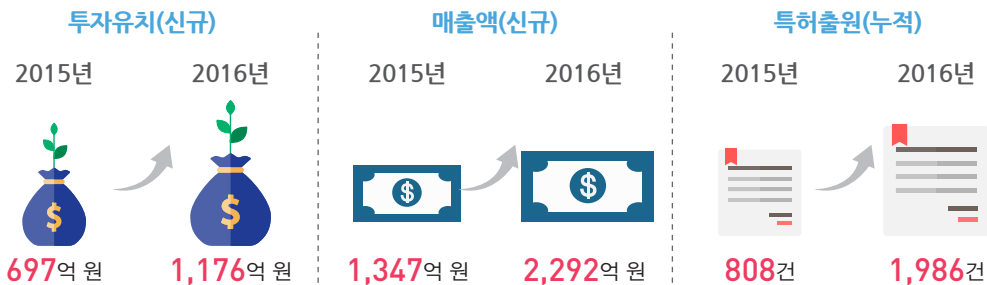 투자유치(신규)
2015년
2016년
$
$
697억 원
1,176억 원
매출액(신규)
2015년
2016년
$
$
1,347억 원
2,292억 원
특허출원(누적)
2015년
2016년
808건
1,986건